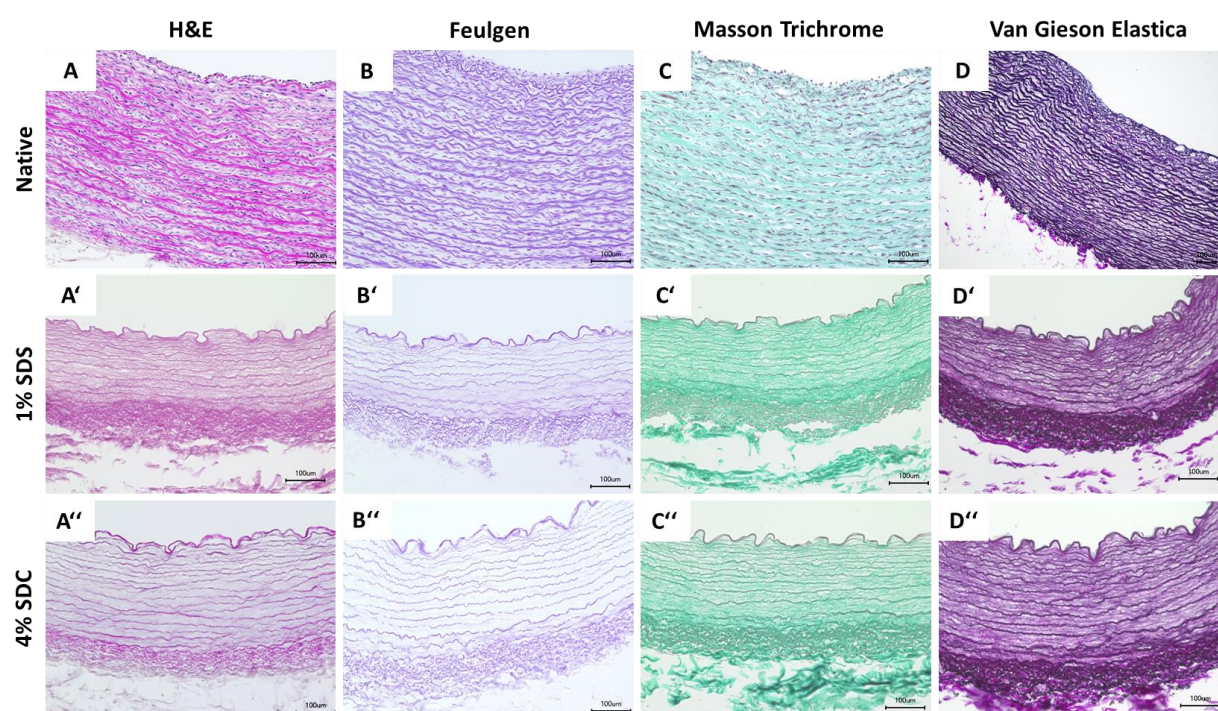 H&E Feulgen Masson Trichrome Van Gieson Elastica
Native
A B C D
100um 100um 100um 100um
1% SDS
A‘ B‘ C‘ D‘
100um 100um 100um 100um
4% SDC
A‘‘ B‘‘ C‘‘ D‘‘
100um 100um 100um 100um